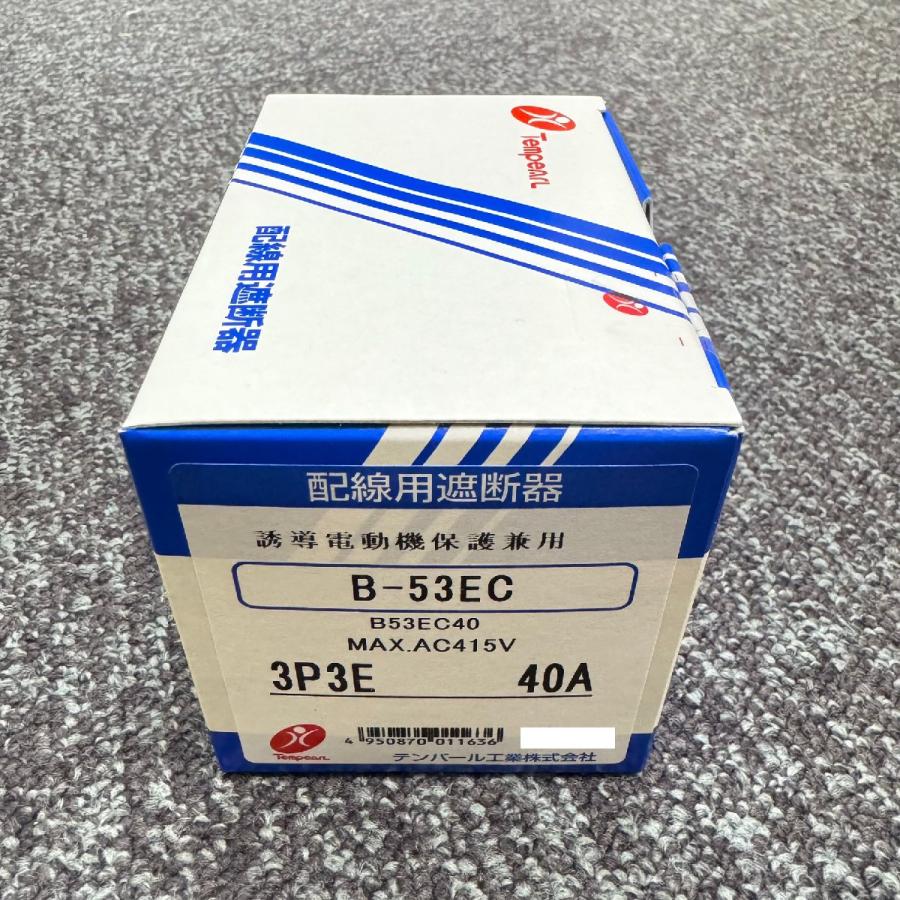 Tempearl
配線用遮断器
配線用遮断器
誘導電動機保護兼用
B-53EC
B53EC40
MAX.AC415V
3P3E 40A
4 950870 011636
Tempearl
テンパール工業株式会社